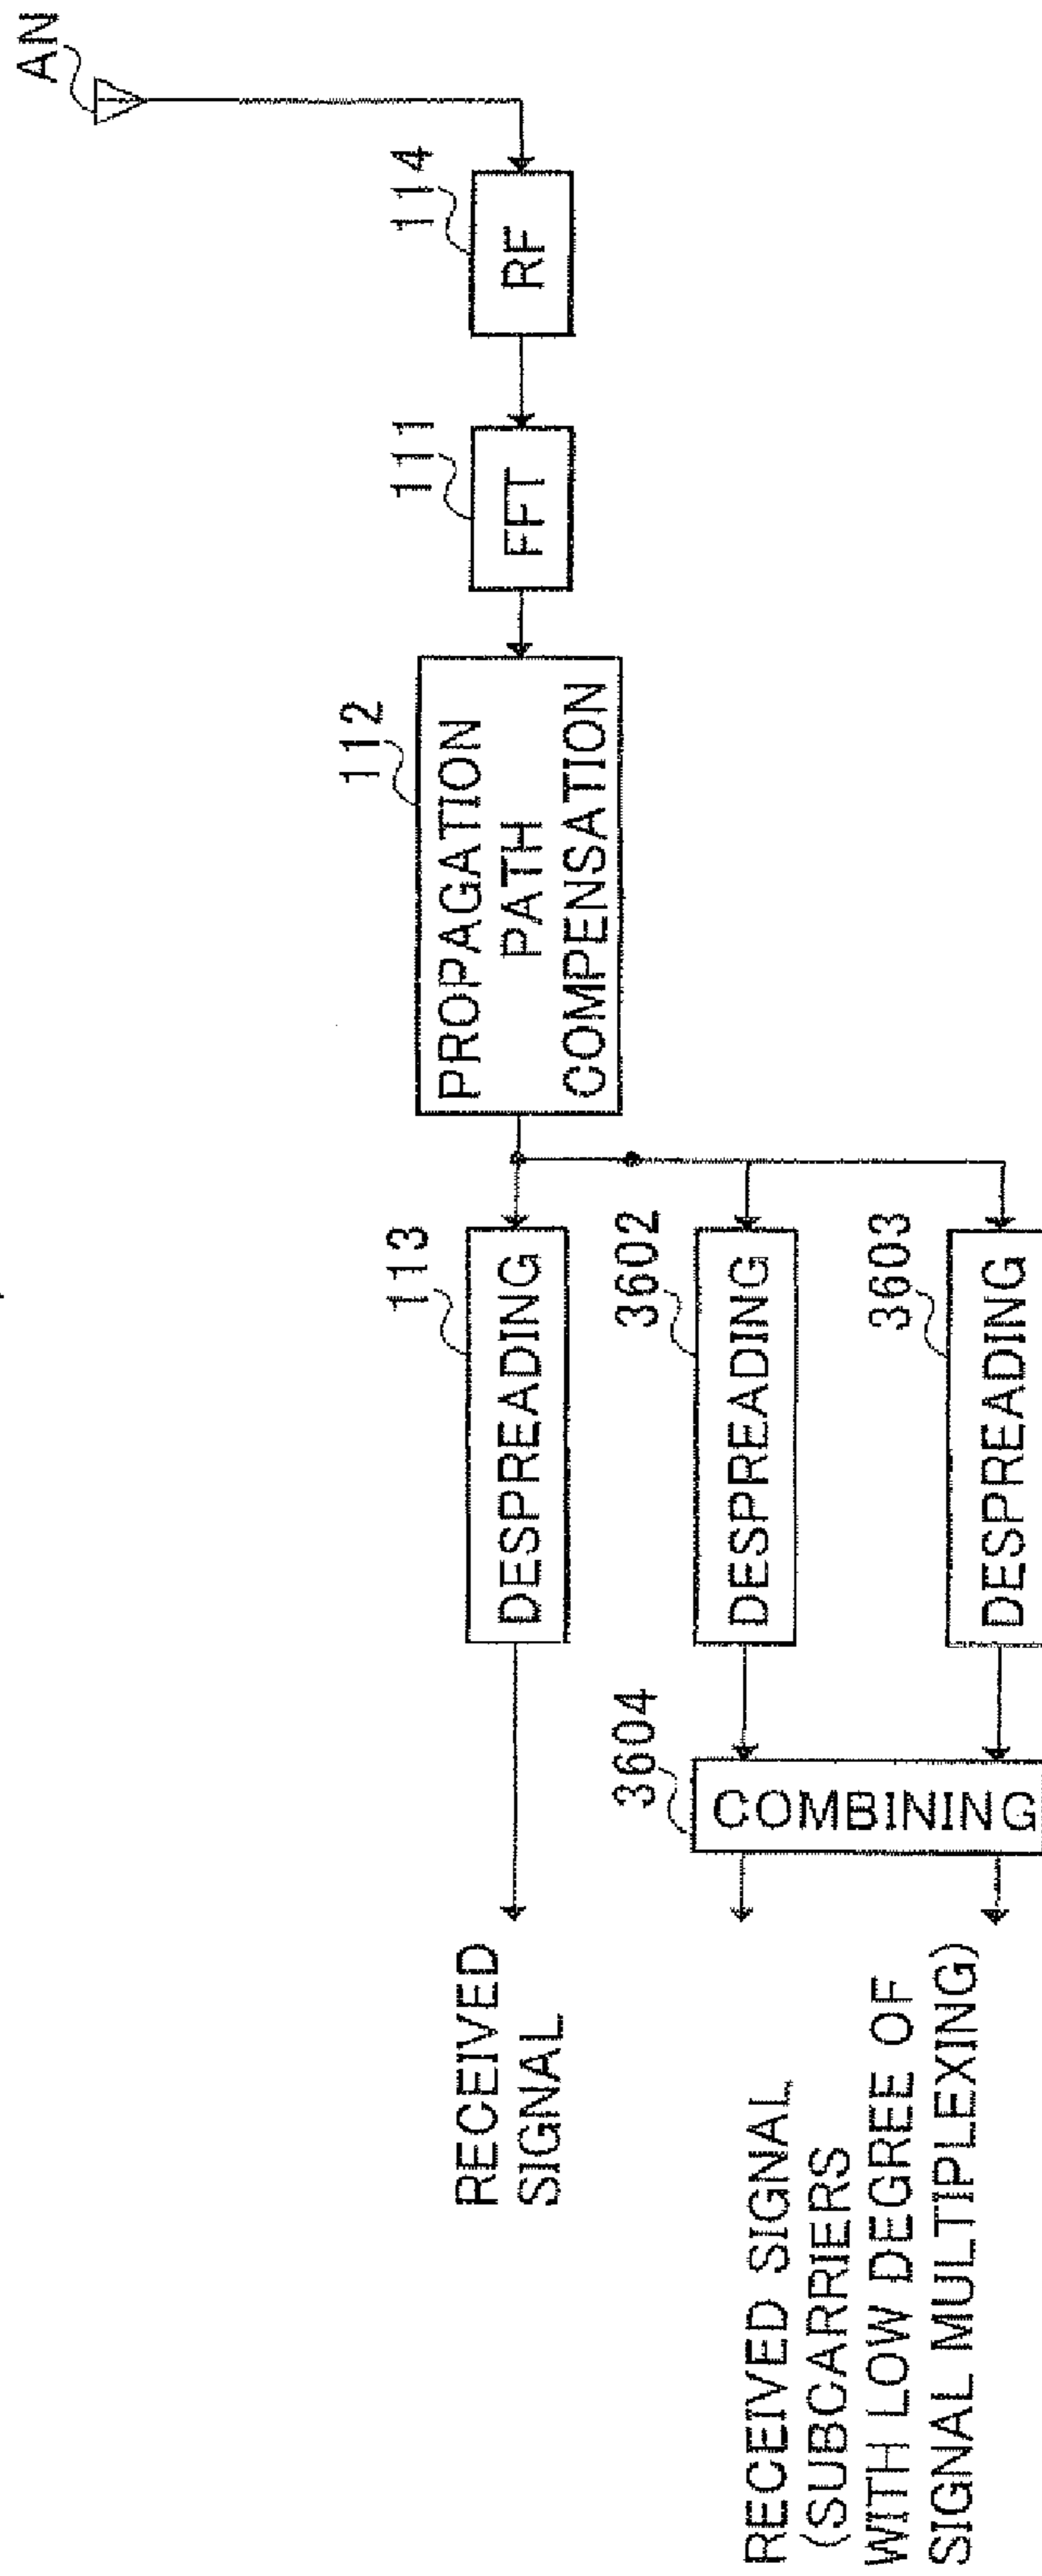 AN
114
RF
111
FFT
112
PROPAGATION
PATH
COMPENSATION
113
DESPREADING
3602
DESPREADING
3603
DESPREADING
3604
COMBINING
RECEIVED
SIGNAL
RECEIVED SIGNAL
(SUBCARRIERS
WITH LOW DEGREE OF
SIGNAL MULTIPLEXING)